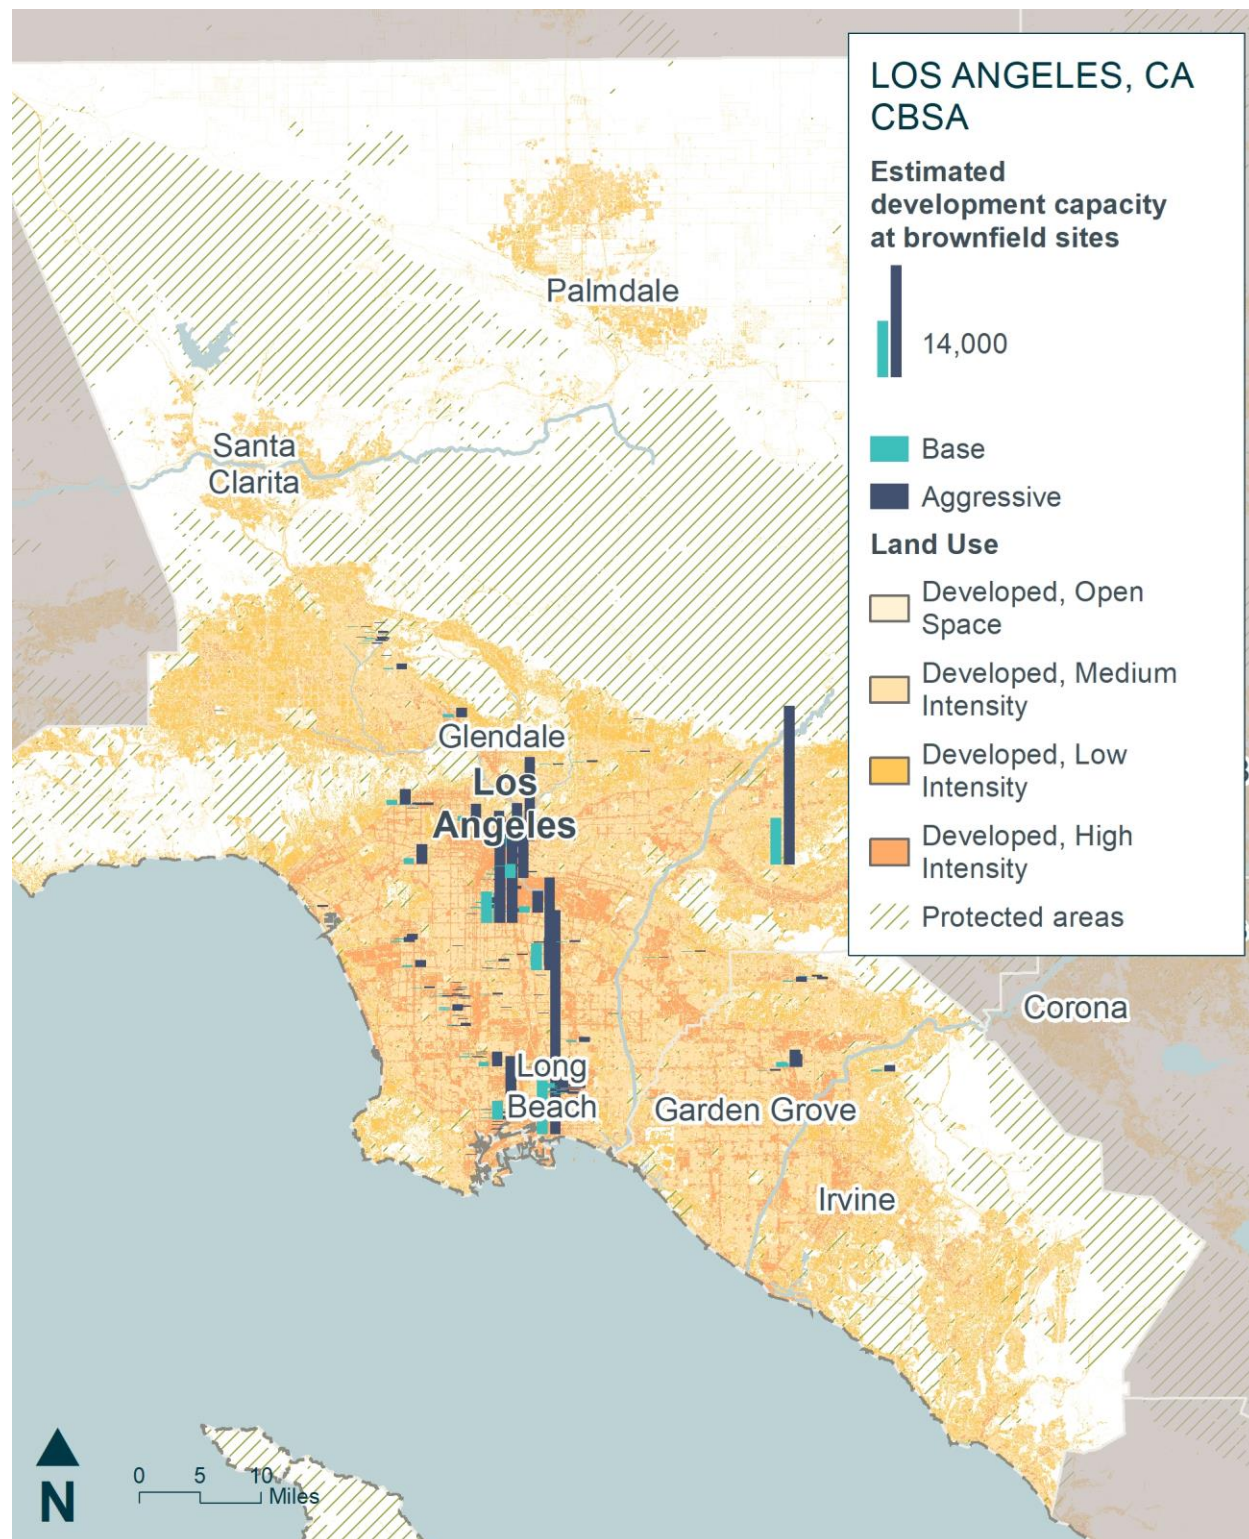 LOS ANGELES, CA
CBSA
Estimated
development capacity
at brownfield sites
14,000
Base
Aggressive
Land Use
Developed, Open
Space
Developed, Medium
Intensity
Developed, Low
Intensity
Developed, High
Intensity
Protected areas
Palmdale
Santa
Clarita
Glendale
Los
Angeles
Corona
Long
Beach
Garden Grove
Irvine
N
0 5 10
Miles